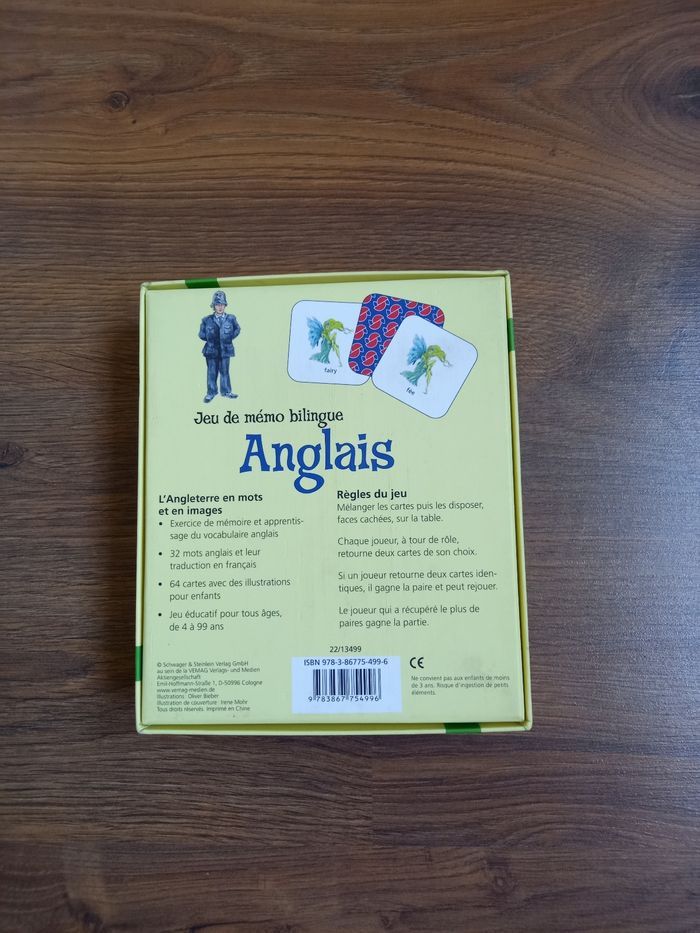 fairy
fée
Jeu de mémo bilingue
Anglais
L'Angleterre en mots
et en images
• Exercice de mémoire et apprentis-
sage du vocabulaire anglais
• 32 mots anglais et leur
traduction en français
• 64 cartes avec des illustrations
pour enfants
• Jeu éducatif pour tous âges,
de 4 à 99 ans
Règles du jeu
Mélanger les cartes puis les disposer,
faces cachées, sur la table.
Chaque joueur, à tour de rôle,
retourne deux cartes de son choix.
Si un joueur retourne deux cartes iden-
tiques, il gagne la paire et peut rejouer.
Le joueur qui a récupéré le plus de
paires gagne la partie.
© Schwager & Steinlein Verlag GmbH
au sein de la VEMAG Verlags- und Medien
Aktiengesellschaft
Emil-Hoffmann-Straße 1, D-50996 Cologne
www.vemag-medien.de
Illustrations : Oliver Bieber
Illustration de couverture : Irene Mohr
Tous droits réservés. Imprimé en Chine
22/13499
ISBN 978-3-86775-499-6
9 783867 754996
CE
Ne convient pas aux enfants de moins
de 3 ans. Risque d'ingestion de petits
éléments.